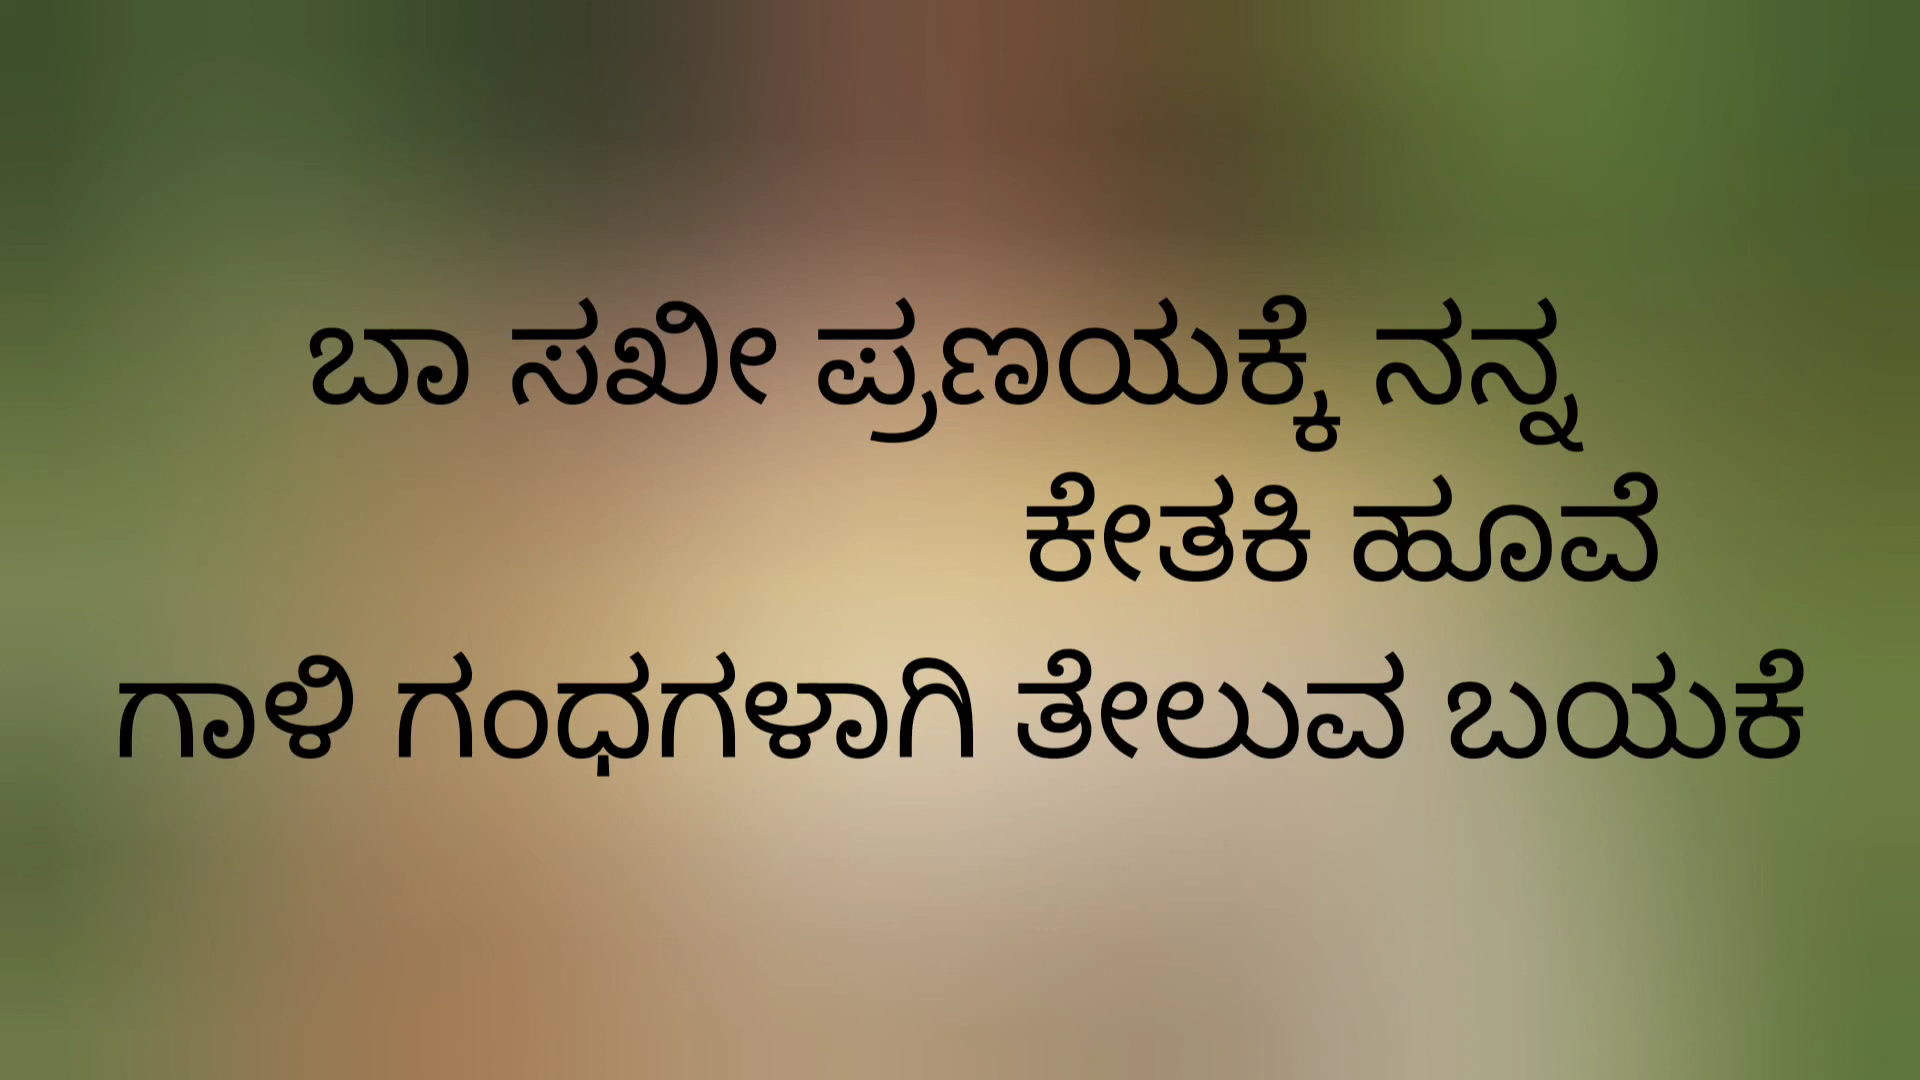 ಬಾ ಸಖೀ ಪ್ರಣಯಕ್ಕೆ ನನ್ನ
ಕೇತಕಿ ಹೂವೆ
ಗಾಳಿ ಗಂಧಗಳಾಗಿ ತೇಲುವ ಬಯಕೆ